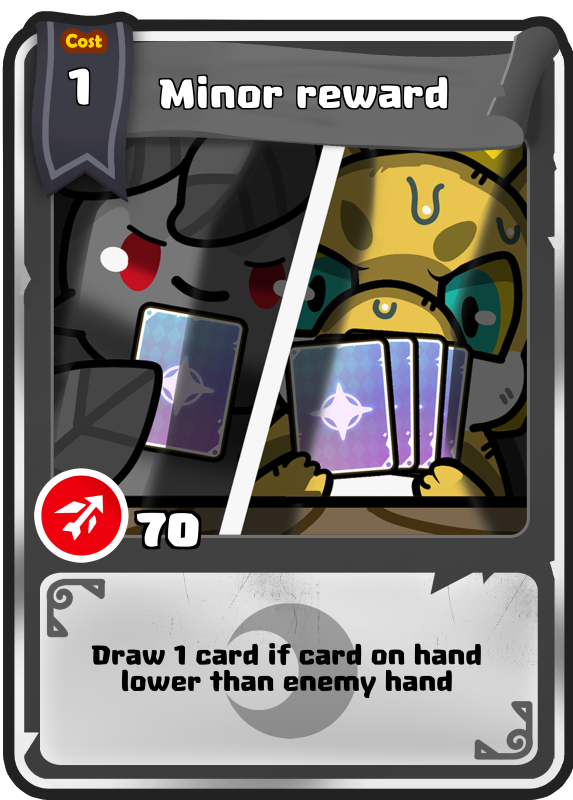 Cost
1
Minor reward
70
Draw 1 card if card on hand
lower than enemy hand